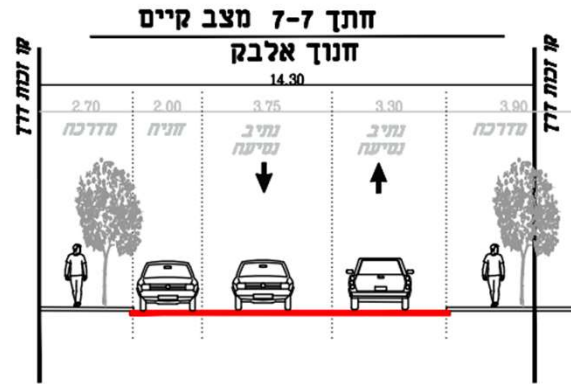 חתך 7-7 מצב קיים
חנוך אלבק
14.30
קו זכות דרך
קו זכות דרך
3.90 3.30 3.75 2.00 2.70
מדרכה נתיב נתיב חניה מדרכה
נסיעה נסיעה